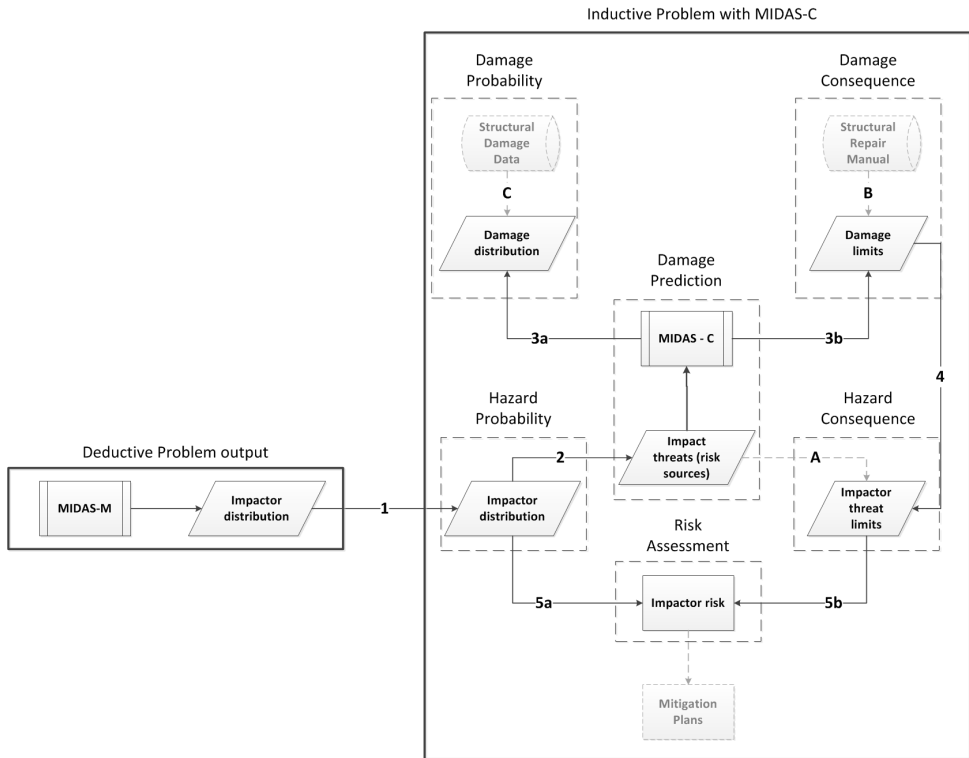 Inductive Problem with MIDAS-C
Damage
Probability
Damage
Consequence
Structural
Damage
Data
Structural
Repair
Manual
C
B
Damage
distribution
Damage
limits
Damage
Prediction
3a
MIDAS - C
3b
4
Hazard
Probability
Hazard
Consequence
Deductive Problem output
2
Impact
threats (risk
sources)
A
MIDAS-M
Impactor
distribution
1
Impactor
distribution
Impactor
threat
limits
Risk
Assessment
5a
Impactor risk
5b
Mitigation
Plans